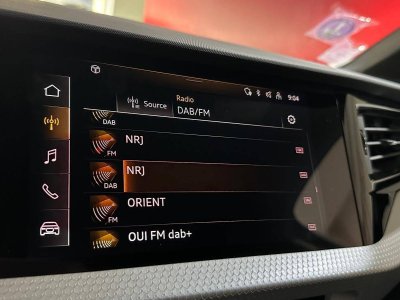 9:04
Source
Radio
DAB/FM
DAB
FM
NRJ
DAB
NRJ
FM
ORIENT
OUI FM dab+